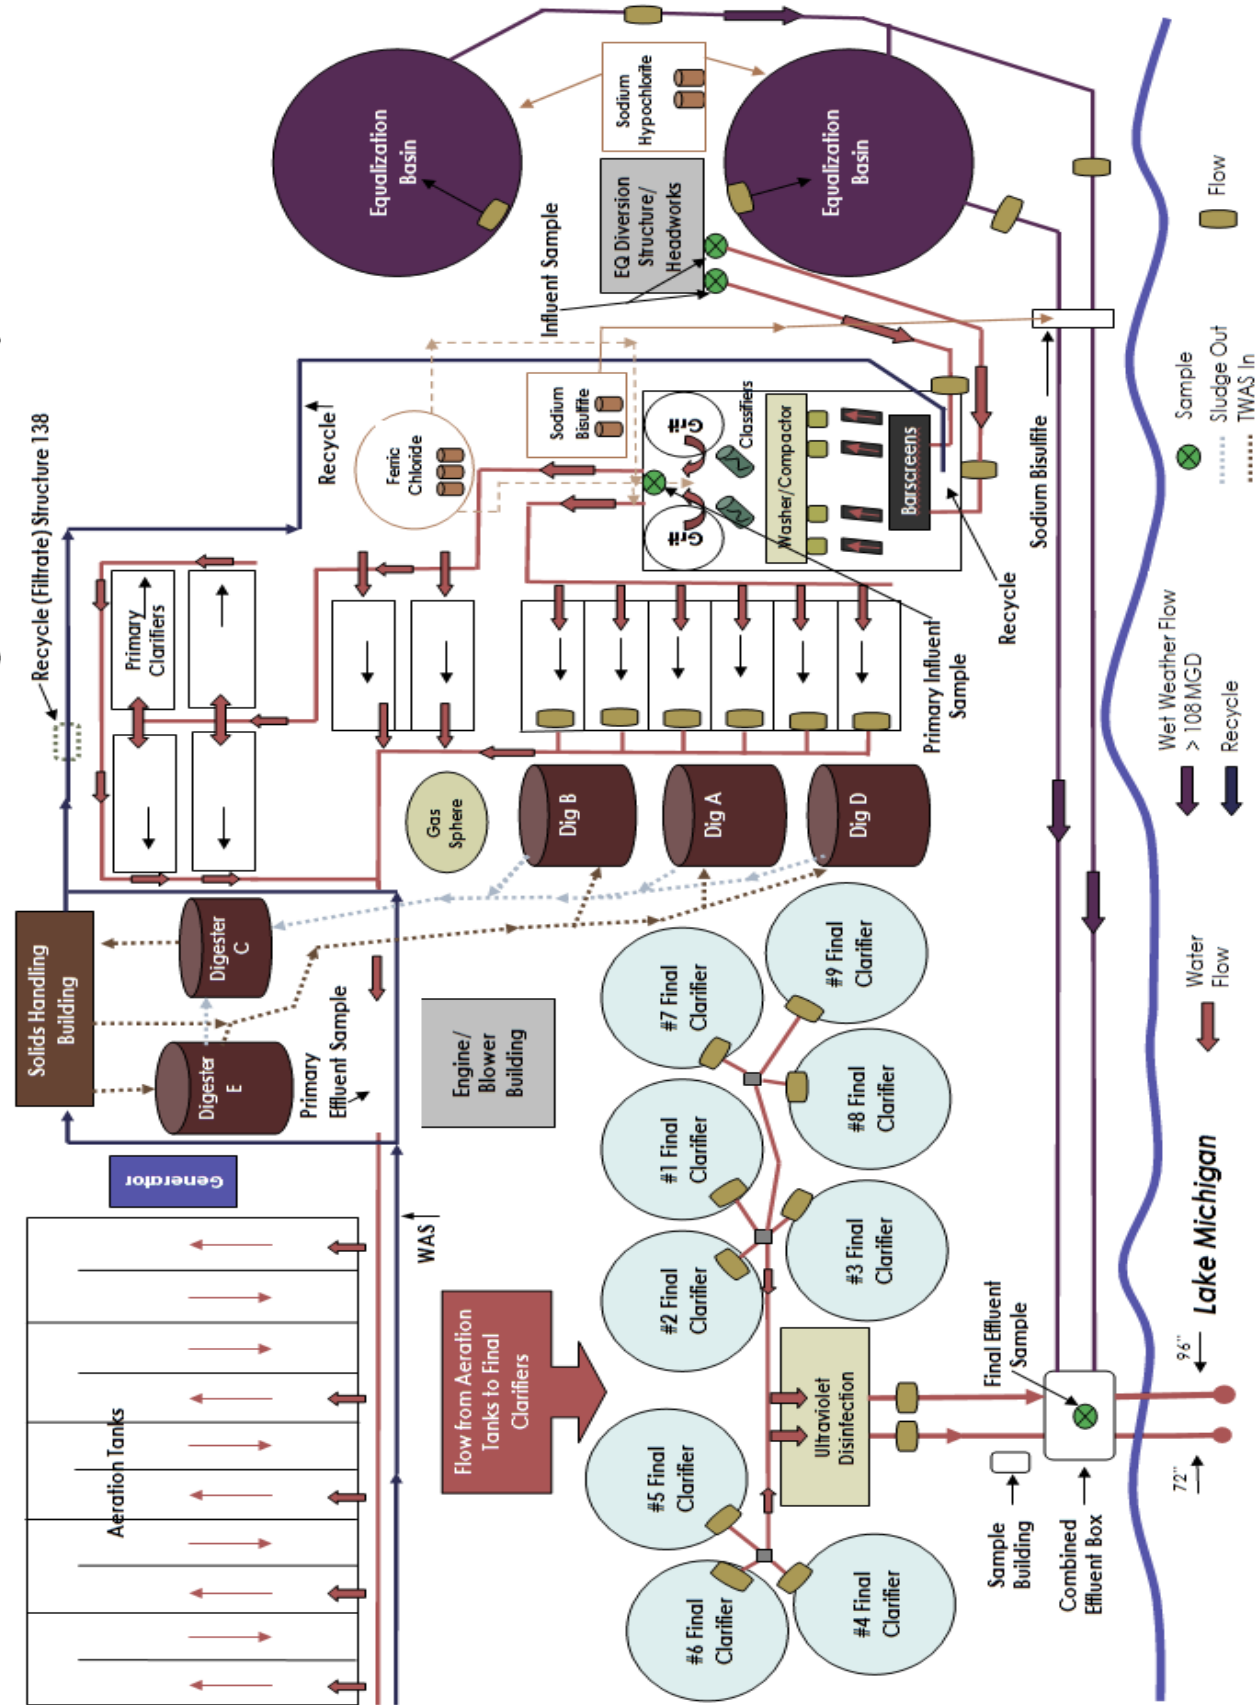 Recycle (Filtrate) Structure 138
Solids Handling
Building
Primary
Clarifiers
Recycle
Equalization
Basin
Sodium
Hypochlorite
Ferric
Chloride
Influent Sample
EQ Diversion
Structure/
Headworks
Sodium
Bisulfite
Equalization
Basin
Digester
C
Digester
E
Primary
Effluent Sample
Generator
Gas
Sphere
Grit
Grit
Classifiers
Washer/Compactor
Barscreens
Primary Influent
Sample
Recycle
Sodium Bisulfite
Dig B
Dig A
Dig D
Engine/
Blower
Building
WAS
Aeration Tanks
Flow from Aeration
Tanks to Final
Clarifiers
#6 Final
Clarifier
#5 Final
Clarifier
#2 Final
Clarifier
#1 Final
Clarifier
#7 Final
Clarifier
#4 Final
Clarifier
#3 Final
Clarifier
#8 Final
Clarifier
#9 Final
Clarifier
Ultraviolet
Disinfection
Final Effluent
Sample
Sample
Building
Combined
Effluent Box
72"
96"
Lake Michigan
Water
Flow
Wet Weather Flow
> 108 MGD
Recycle
Sample
Sludge Out
TWAS In
Flow